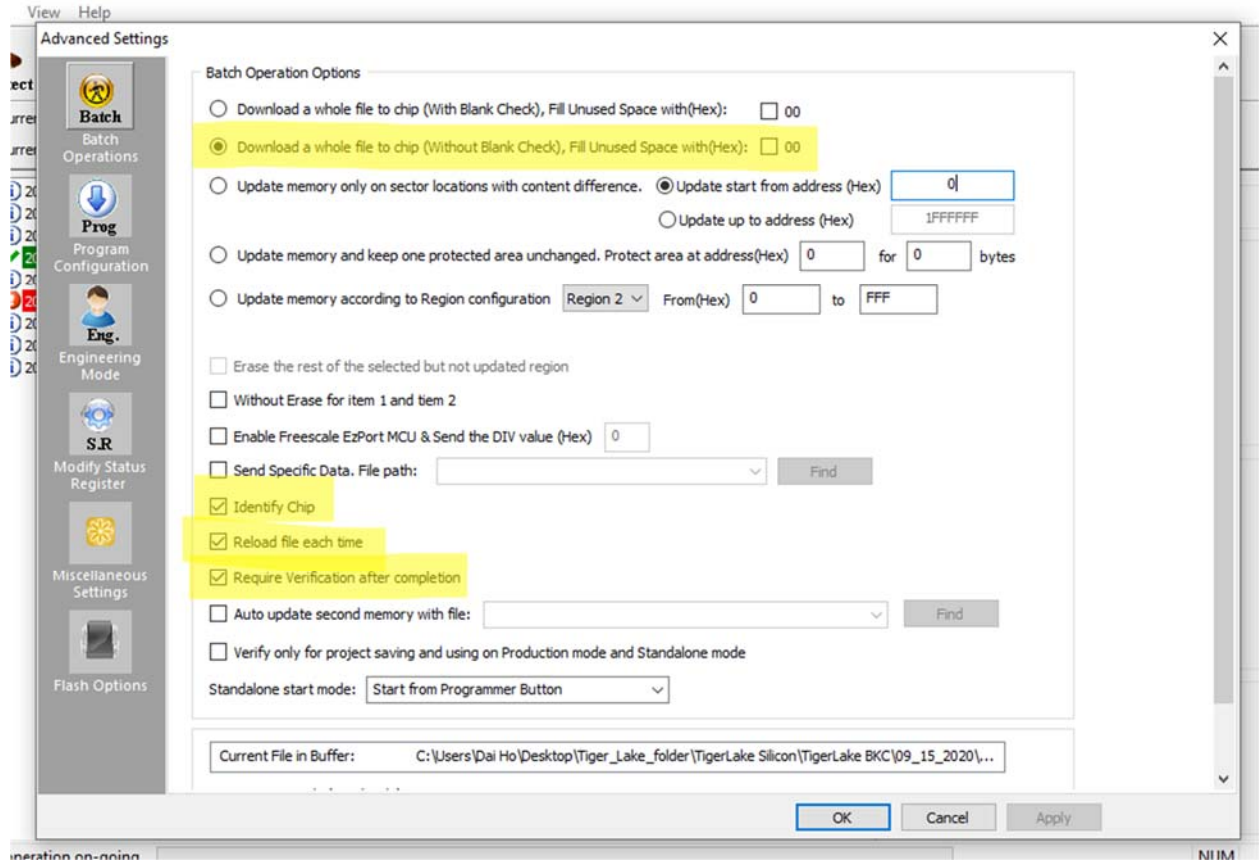 View Help
Advanced Settings
Batch
Batch
Operations
Prog
Program
Configuration
Eng.
Engineering
Mode
S.R
Modify Status
Register
Miscellaneous
Settings
Flash Options
Batch Operation Options
Download a whole file to chip (With Blank Check), Fill Unused Space with(Hex): 00
Download a whole file to chip (Without Blank Check), Fill Unused Space with(Hex): 00
Update memory only on sector locations with content difference. Update start from address (Hex) 0
Update up to address (Hex) 1FFFFFF
Update memory and keep one protected area unchanged. Protect area at address(Hex) 0 for 0 bytes
Update memory according to Region configuration Region 2 From(Hex) 0 to FFF
Erase the rest of the selected but not updated region
Without Erase for item 1 and tiem 2
Enable Freescale EzPort MCU & Send the DIV value (Hex) 0
Send Specific Data. File path: Find
Identify Chip
Reload file each time
Require Verification after completion
Auto update second memory with file: Find
Verify only for project saving and using on Production mode and Standalone mode
Standalone start mode: Start from Programmer Button
Current File in Buffer: C:\Users\Dai Ho\Desktop\Tiger_Lake_folder\TigerLake Silicon\TigerLake BKC\09_15_2020\...
OK Cancel Apply
on-going NUM